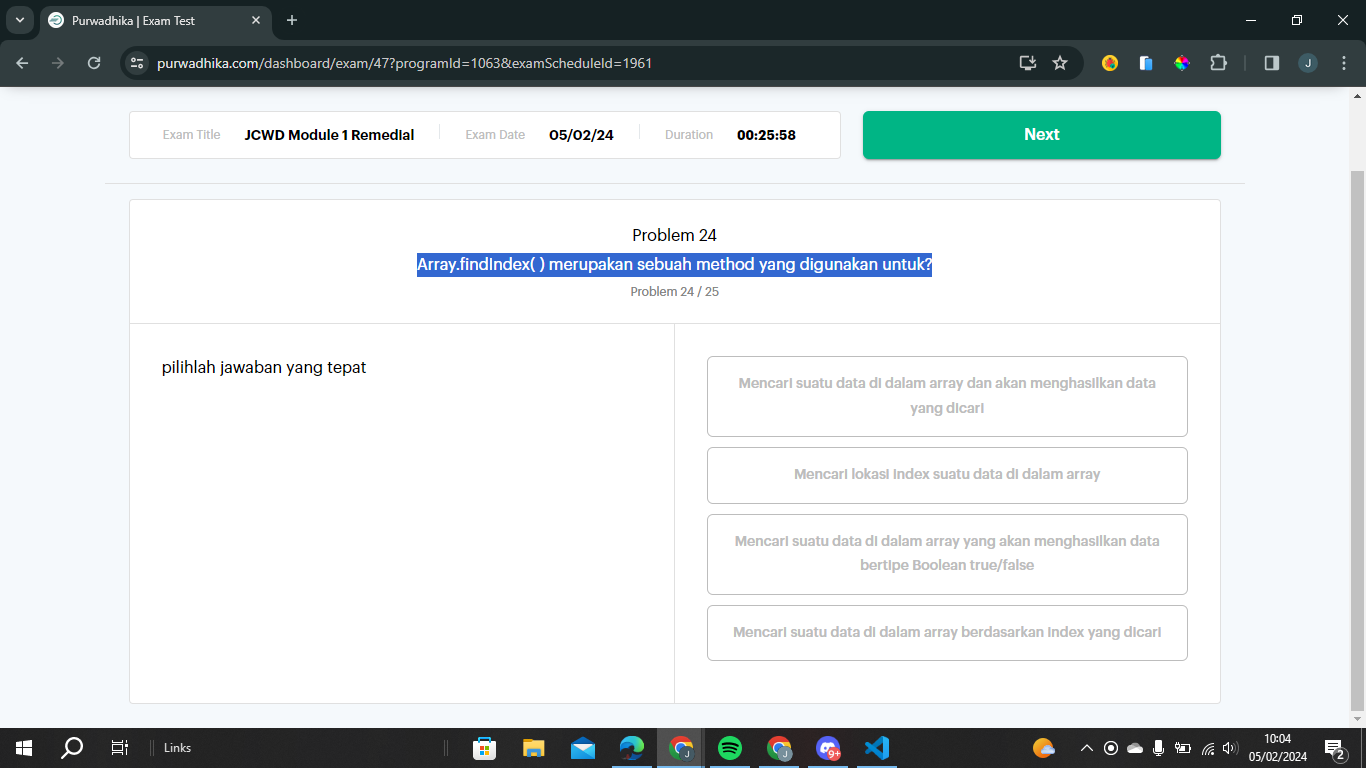 Purwadhika | Exam Test
purwadhika.com/dashboard/exam/47?programId=1063&examScheduleId=1961
J
Exam Title JCWD Module 1 Remedial Exam Date 05/02/24 Duration 00:25:58
Next
Problem 24
Array.findIndex( ) merupakan sebuah method yang digunakan untuk?
Problem 24 / 25
pilihlah jawaban yang tepat
Mencari suatu data di dalam array dan akan menghasilkan data
yang dicari
Mencari lokasi index suatu data di dalam array
Mencari suatu data di dalam array yang akan menghasilkan data
bertipe Boolean true/false
Mencari suatu data di dalam array berdasarkan index yang dicari
Links
J
J
9+
10:04
05/02/2024
2